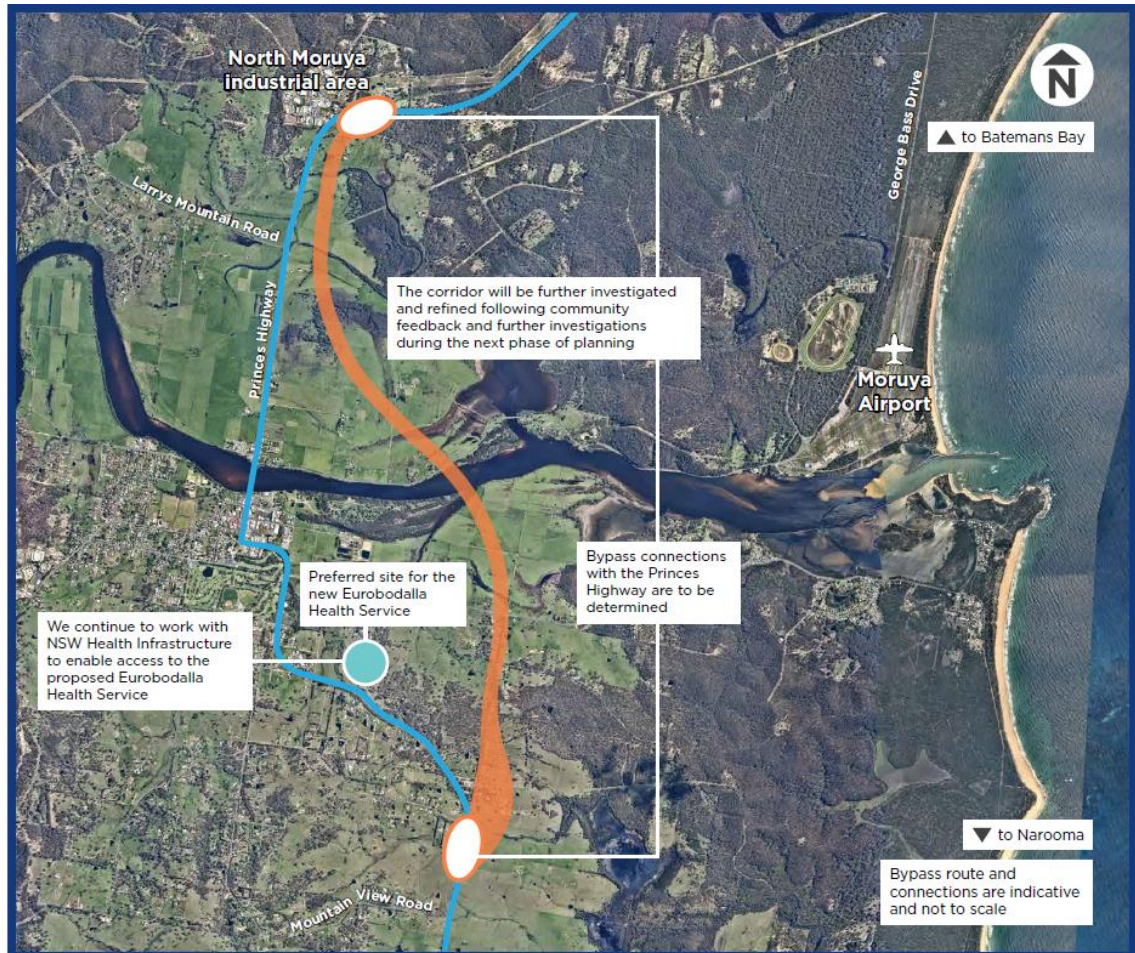 North Moruya
industrial area
N
George Bass Drive
▲ to Batemans Bay
Larrys Mountain Road
Princes Highway
The corridor will be further investigated
and refined following community
feedback and further investigations
during the next phase of planning
Moruya
Airport
Bypass connections
with the Princes
Highway are to be
determined
Preferred site for the
new Eurobodalla
Health Service
We continue to work with
NSW Health Infrastructure
to enable access to the
proposed Eurobodalla
Health Service
▼ to Narooma
Bypass route and
connections are indicative
and not to scale
Mountain View Road